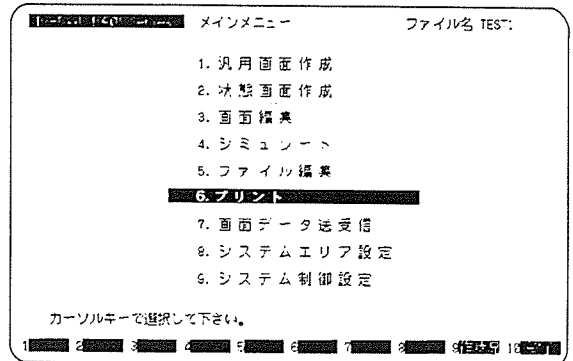 メインメニュー ファイル名 TEST:
1. 汎用画面作成
2. 状態画面作成
3. 画面編集
4. シミュレート
5. ファイル編集
6. プリント
7. 画面データ送受信
8. システムエリア設定
9. システム制御設定
カーソルキーで選択して下さい。
1 2 3 4 5 6 7 8 9 10